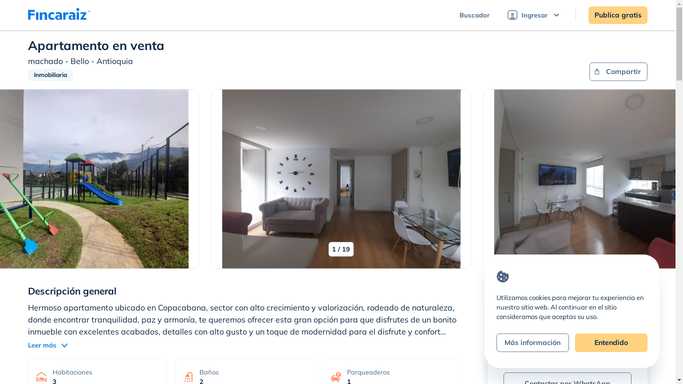 Fincaraiz
Buscador
Ingresar
Publica gratis
Apartamento en venta
machado - Bello - Antioquia
Inmobiliaria
Compartir
1 / 19
Descripción general
Hermoso apartamento ubicado en Copacabana, sector con alto crecimiento y valorización, rodeado de naturaleza,
donde encontrar tranquilidad, paz y armonía, te queremos ofrecer esta gran opción para que disfrutes de un bonito
inmueble con excelentes acabados, detalles con alto gusto y un toque de modernidad para el disfrute y confort...
Leer más
Habitaciones
3
Baños
2
Parqueaderos
1
Utilizamos cookies para mejorar tu experiencia en
nuestro sitio web. Al continuar en el sitio
consideramos que aceptas su uso.
Más información
Entendido
Contactar por WhatsApp